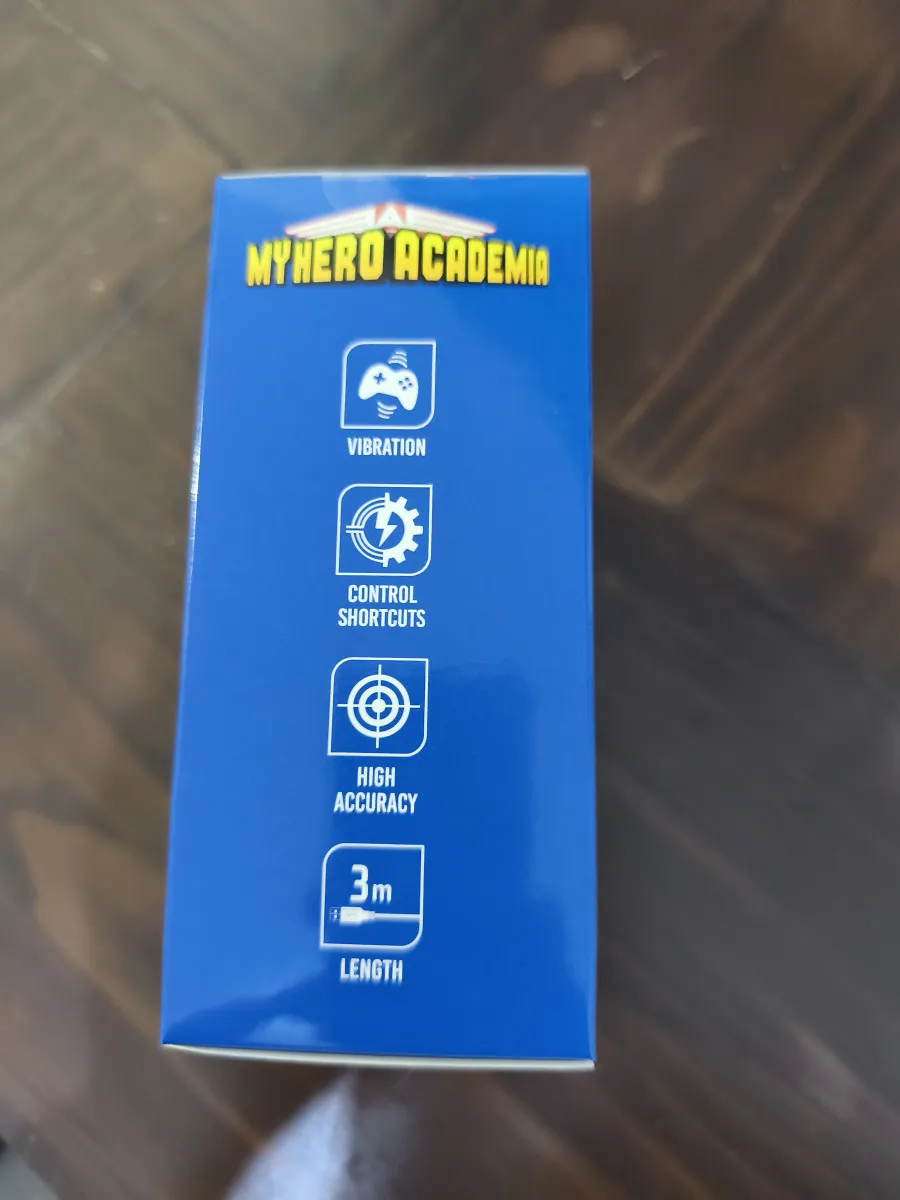 MY HERO ACADEMIA
VIBRATION
CONTROL
SHORTCUTS
HIGH
ACCURACY
3m
LENGTH